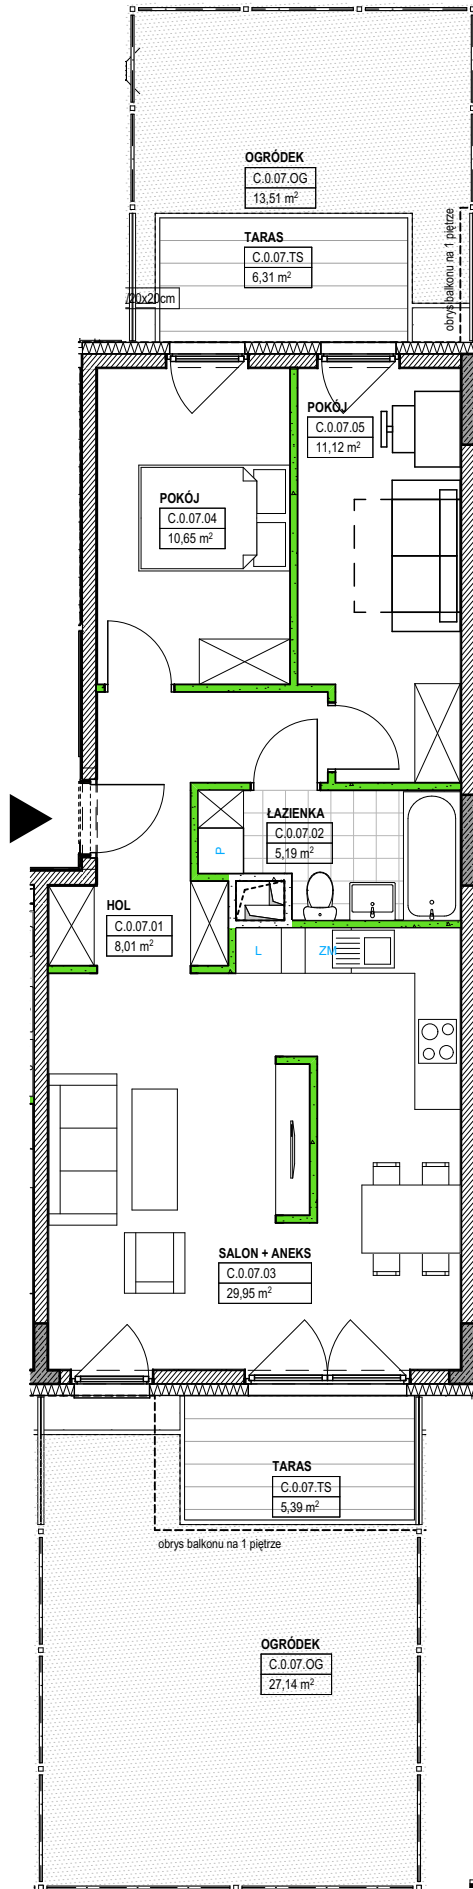 OGRÓDEK
C.0.07.OG
13,51 m²
obrys balkonu na 1 piętrze
TARAS
C.0.07.TS
6,31 m²
/20x20cm
POKÓJ
C.0.07.05
11,12 m²
POKÓJ
C.0.07.04
10,65 m²
ŁAZIENKA
C.0.07.02
5,19 m²
P
HOL
C.0.07.01
8,01 m²
L
ZM
SALON + ANEKS
C.0.07.03
29,95 m²
TARAS
C.0.07.TS
5,39 m²
obrys balkonu na 1 piętrze
OGRÓDEK
C.0.07.OG
27,14 m²